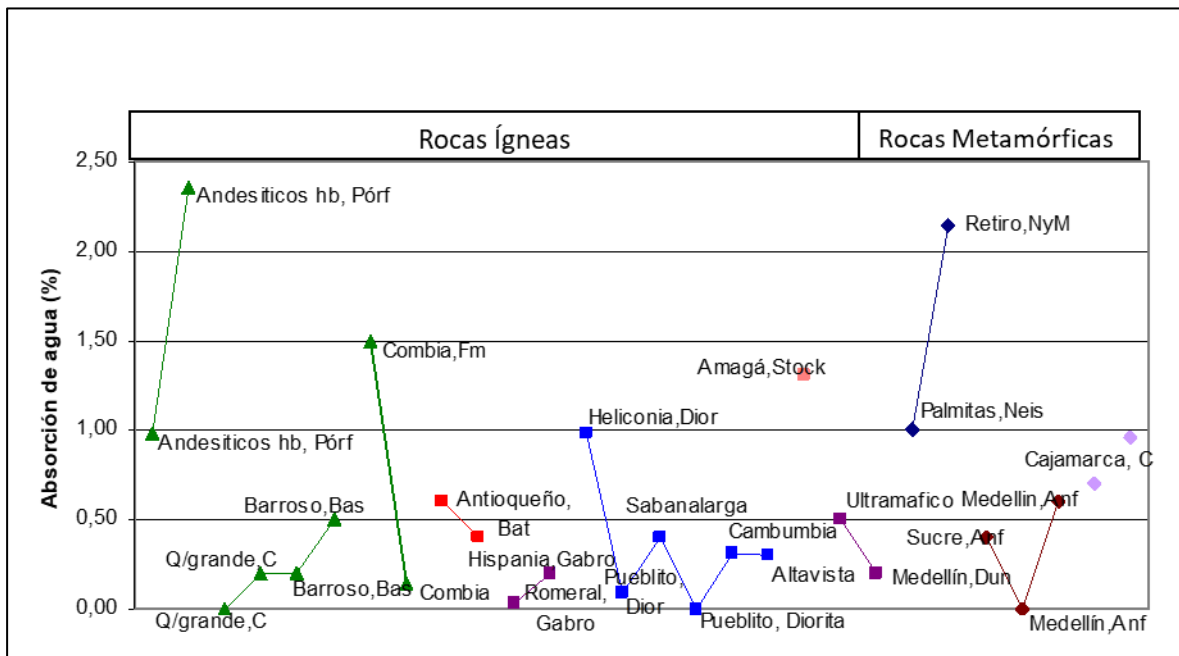 Rocas Ígneas
Rocas Metamórficas
Absorción de agua (%)
2,50
2,00
1,50
1,00
0,50
0,00
Andesiticos hb, Pórf
Andesiticos hb, Pórf
Q/grande,C
Q/grande,C
Barroso,Bas
Barroso,Bas
Combia,Fm
Combia
Antioqueño,
Bat
Hispania,Gabro
Romeral,
Gabro
Heliconia,Dior
Pueblito,
Dior
Sabanalarga
Pueblito, Diorita
Cambumbia
Altavista
Amagá,Stock
Ultramafico
Medellín,Dun
Palmitas,Neis
Retiro,NyM
Sucre,Anf
Medellin,Anf
Medellín,Anf
Cajamarca, C